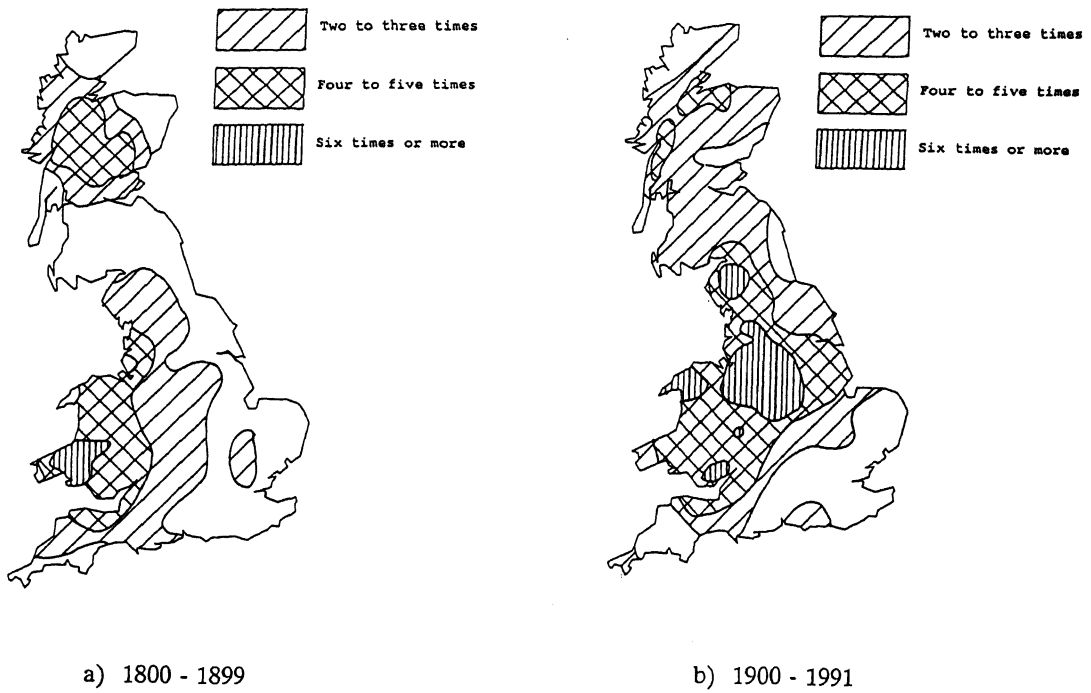 Two to three times
Four to five times
Six times or more
Two to three times
Four to five times
Six times or more
a) 1800 - 1899
b) 1900 - 1991